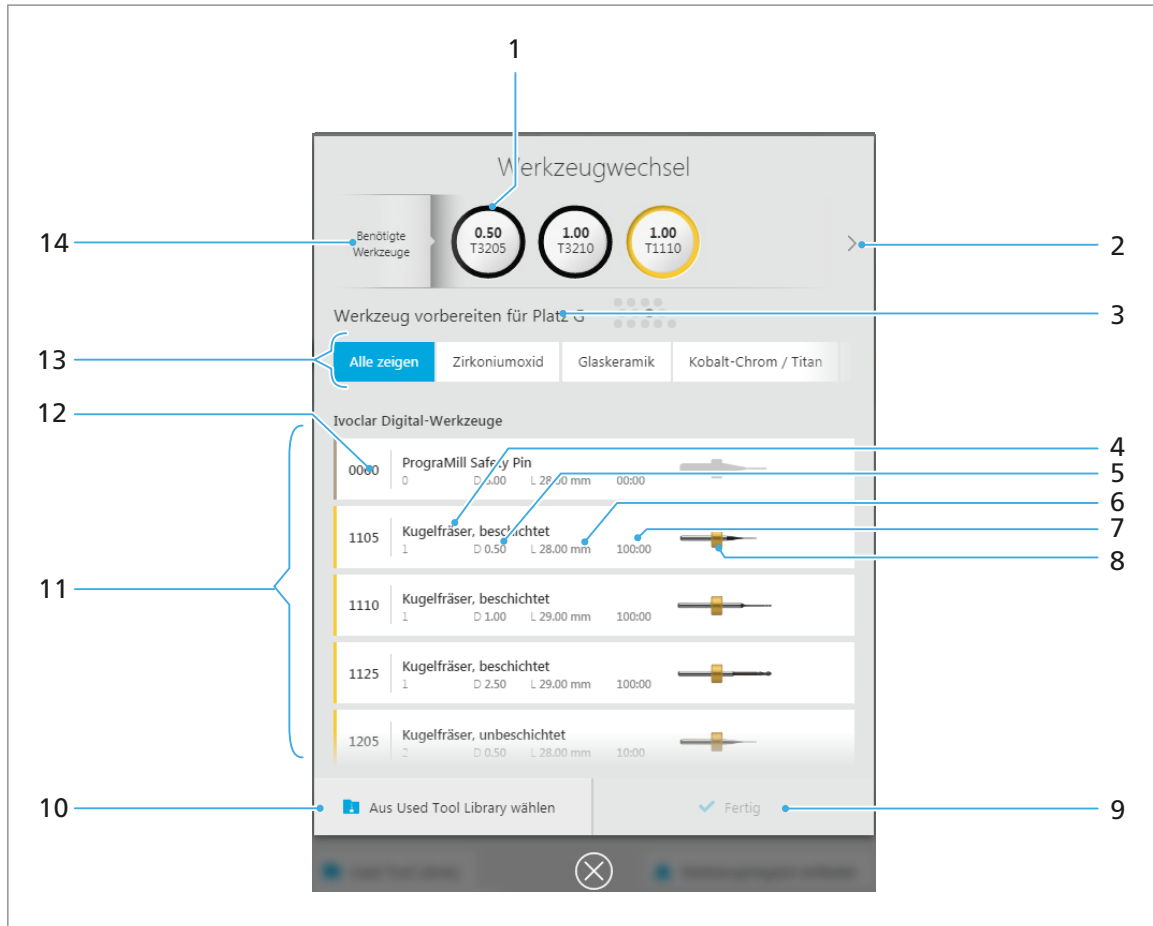 1
Werkzeugwechsel
14
Benötigte
Werkzeuge
0.50
T3205
1.00
T3210
1.00
T1110
2
Werkzeug vorbereiten für Platz G
3
13
Alle zeigen Zirkoniumoxid Glaskeramik Kobalt-Chrom / Titan
12
Ivoclar Digital-Werkzeuge
11
0000 PrograMill Safety Pin
0 D 6.00 L 28.00 mm 00:00
4
5
6
7
8
1105 Kugelfräser, beschichtet
1 D 0.50 L 28.00 mm 100:00
1110 Kugelfräser, beschichtet
1 D 1.00 L 29.00 mm 100:00
1125 Kugelfräser, beschichtet
1 D 2.50 L 29.00 mm 100:00
1205 Kugelfräser, unbeschichtet
2 D 0.50 L 28.00 mm 10:00
10
Aus Used Tool Library wählen
Fertig
9